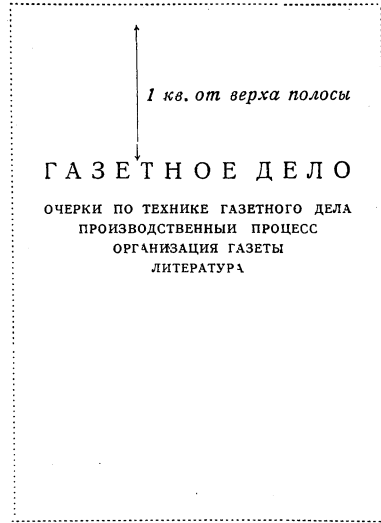 1 кв. от верха полосы
ГАЗЕТНОЕ ДЕЛО
ОЧЕРКИ ПО ТЕХНИКЕ ГАЗЕТНОГО ДЕЛА
ПРОИЗВОДСТВЕННЫЙ ПРОЦЕСС
ОРГАНИЗАЦИЯ ГАЗЕТЫ
ЛИТЕРАТУРА